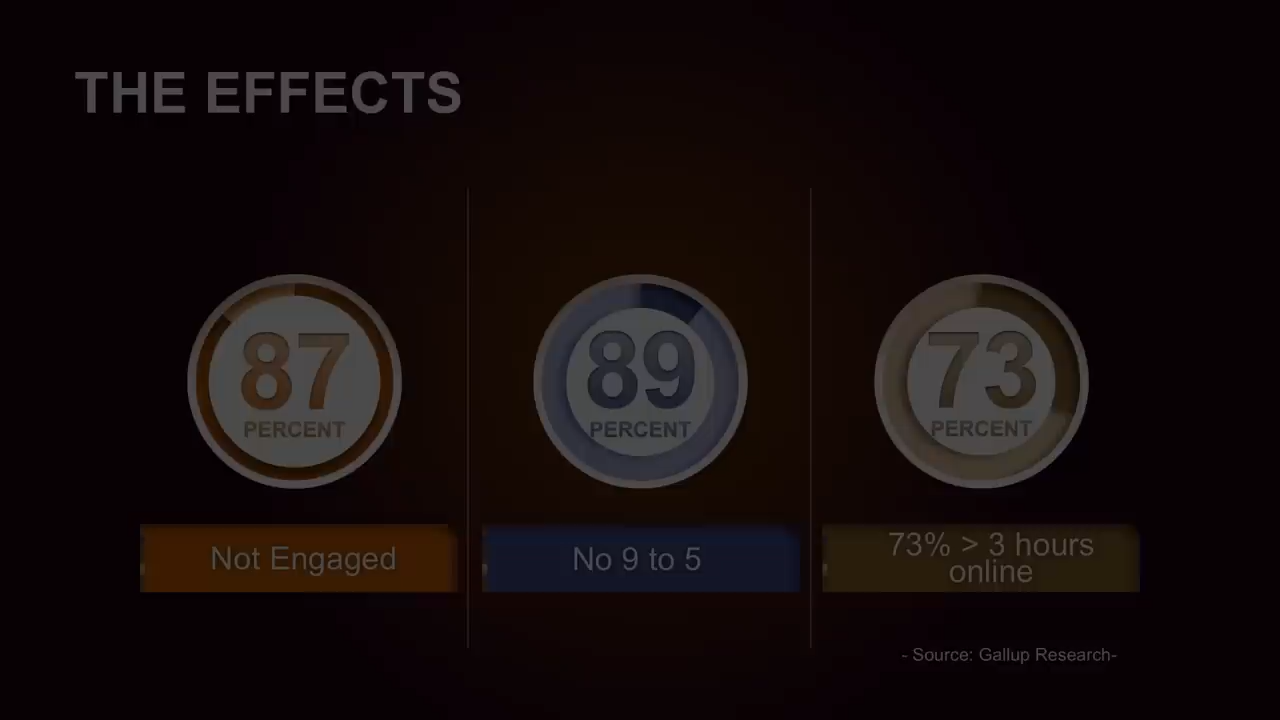 THE EFFECTS
87
PERCENT
Not Engaged
89
PERCENT
No 9 to 5
73
PERCENT
73% > 3 hours
online
- Source: Gallup Research-